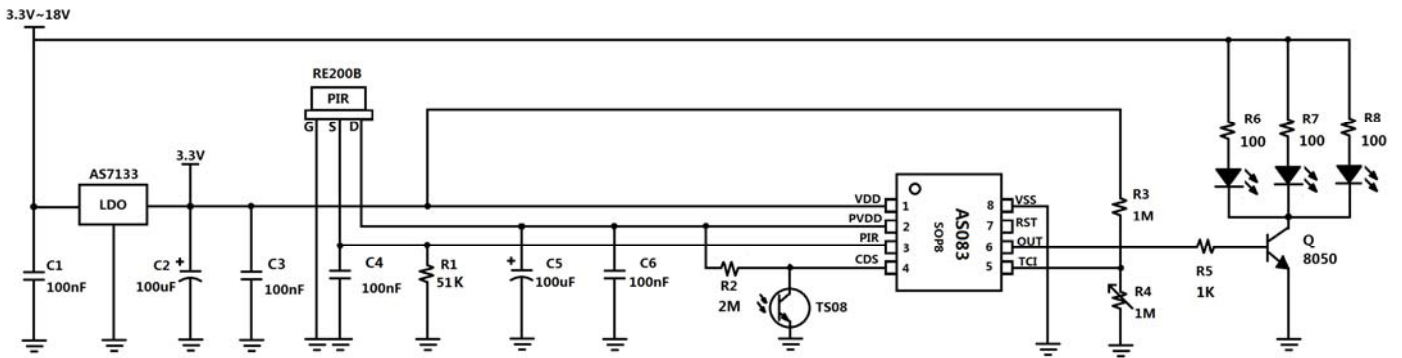 3.3V~18V
RE200B
PIR
G S D
3.3V
AS7133
LDO
C1
100nF
C2
+
100uF
C3
100nF
C4
100nF
R1
51K
+
C5
100uF
C6
100nF
R2
2M
TS08
VDD
PVDD
PIR
CDS
1
2
3
4
AS083
SOP8
8
7
6
5
VSS
RST
OUT
TCI
R3
1M
R4
1M
R5
1K
R6
100
R7
100
R8
100
Q
8050